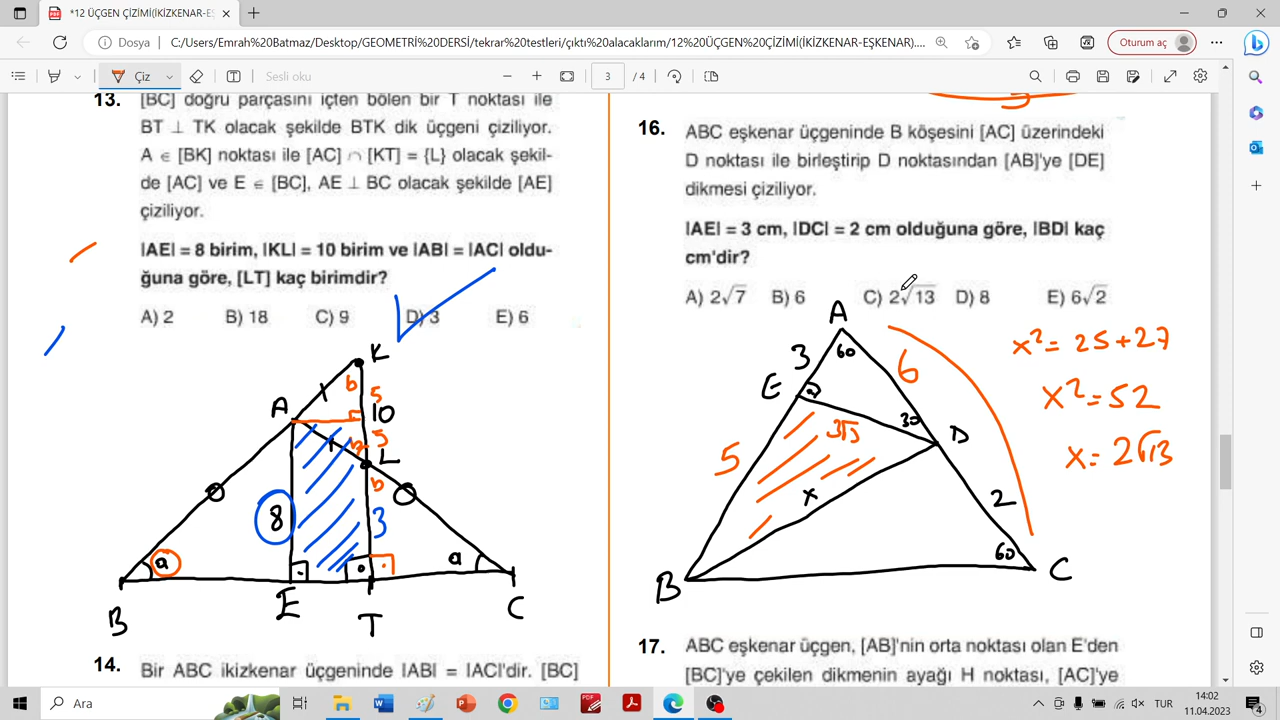 *12 ÜÇGEN ÇİZİMİ(İKİZKENAR-EŞ
Dosya
C:/Users/Emrah%20Batmaz/Desktop/GEOMETRİ%20DERSİ/tekrar%20testleri/çıktı%20alacaklarım/12%20ÜÇGEN%20ÇİZİMİ(İKİZKENAR-EŞKENAR)....
Oturum aç
Çiz
Sesli oku
3 / 4
13. [BC] doğru parçasını içten bölen bir T noktası ile
BT ⊥ TK olacak şekilde BTK dik üçgeni çiziliyor.
A ∈ [BK] noktası ile [AC] ∩ [KT] = {L} olacak şekil-
de [AC] ve E ∈ [BC], AE ⊥ BC olacak şekilde [AE]
çiziliyor.
|AE| = 8 birim, |KL| = 10 birim ve |AB| = |AC| oldu-
ğuna göre, [LT] kaç birimdir?
A) 2 B) 18 C) 9 D) 3 E) 6
K
b
5
A
10
5
L
b
8
3
a
a
B
E
T
C
14. Bir ABC ikizkenar üçgeninde |AB| = |AC|'dir. [BC]
16. ABC eşkenar üçgeninde B köşesini [AC] üzerindeki
D noktası ile birleştirip D noktasından [AB]'ye [DE]
dikmesi çiziliyor.
|AE| = 3 cm, |DC| = 2 cm olduğuna göre, |BD| kaç
cm'dir?
A) 2√7 B) 6 C) 2√13 D) 8 E) 6√2
A
60
3
6
E
30
D
3√3
5
x
2
60
B
C
x²= 25+27
x²= 52
x= 2√13
17. ABC eşkenar üçgen, [AB]'nin orta noktası olan E'den
[BC]'ye çekilen dikmenin ayağı H noktası, [AC]'ye
Ara
TUR
14:02
11.04.2023
4